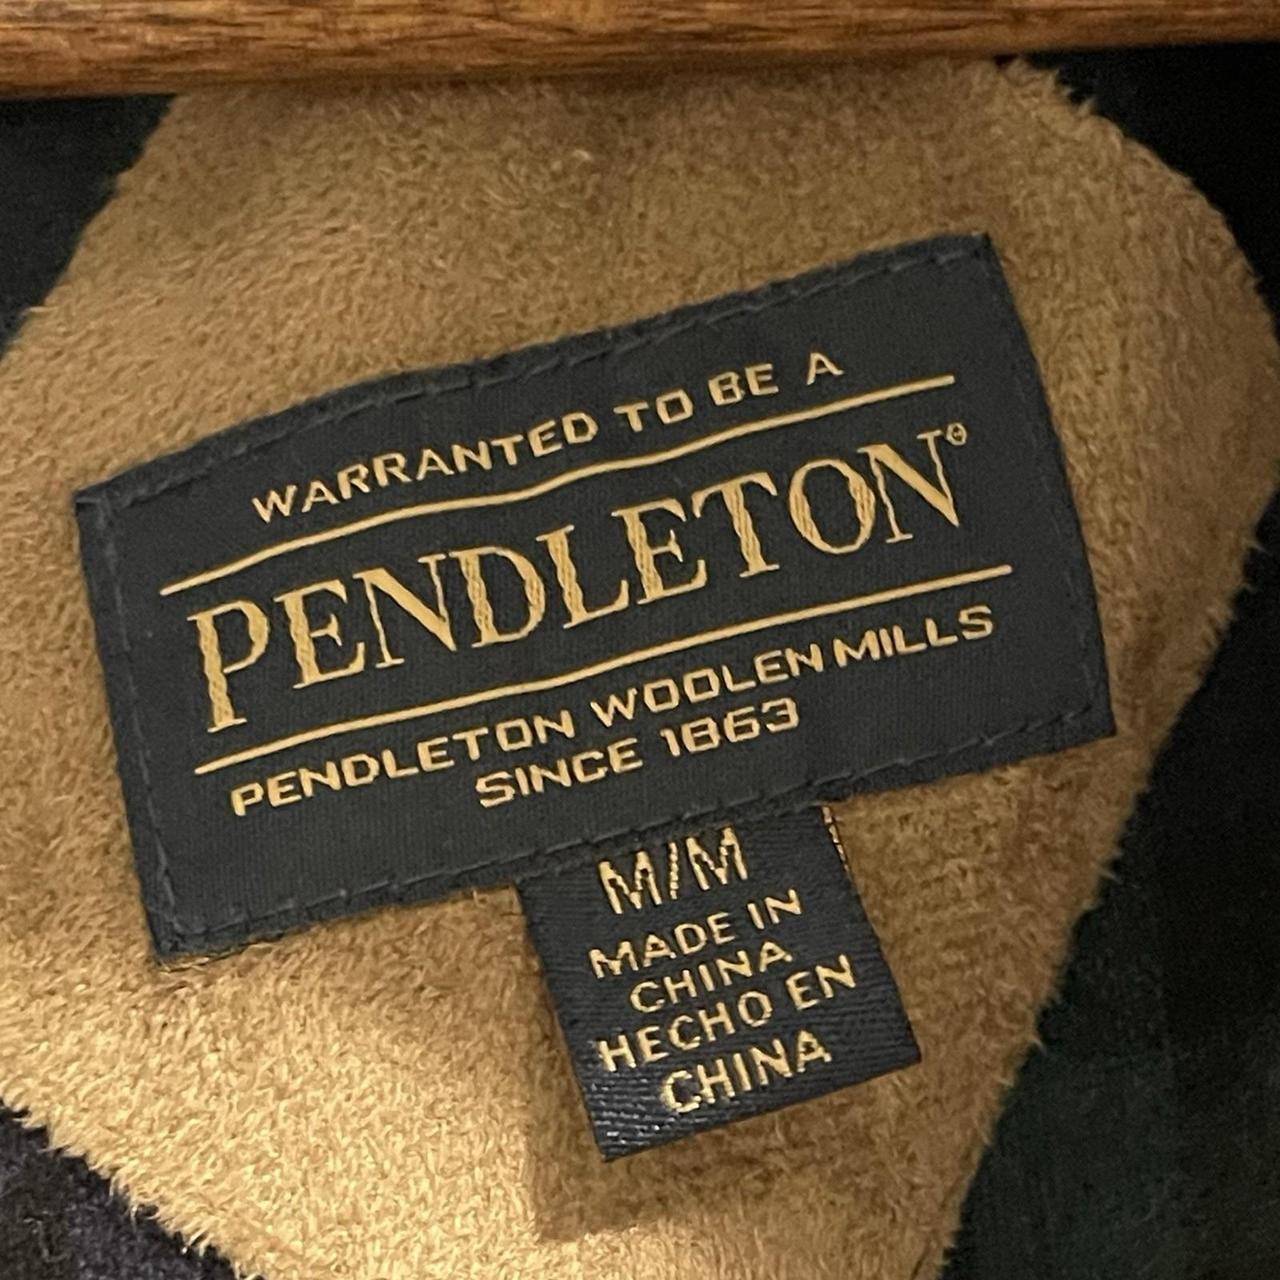 WARRANTED TO BE A
PENDLETON®
PENDLETON WOOLEN MILLS
SINCE 1863
M/M
MADE IN
CHINA
HECHO EN
CHINA